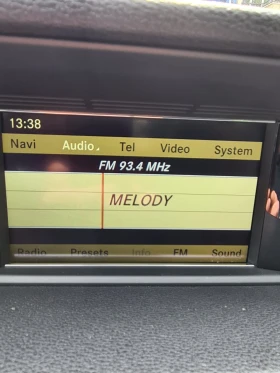 13:38
Navi Audio Tel Video System
FM 93.4 MHz
MELODY
Radio Presets Info FM Sound